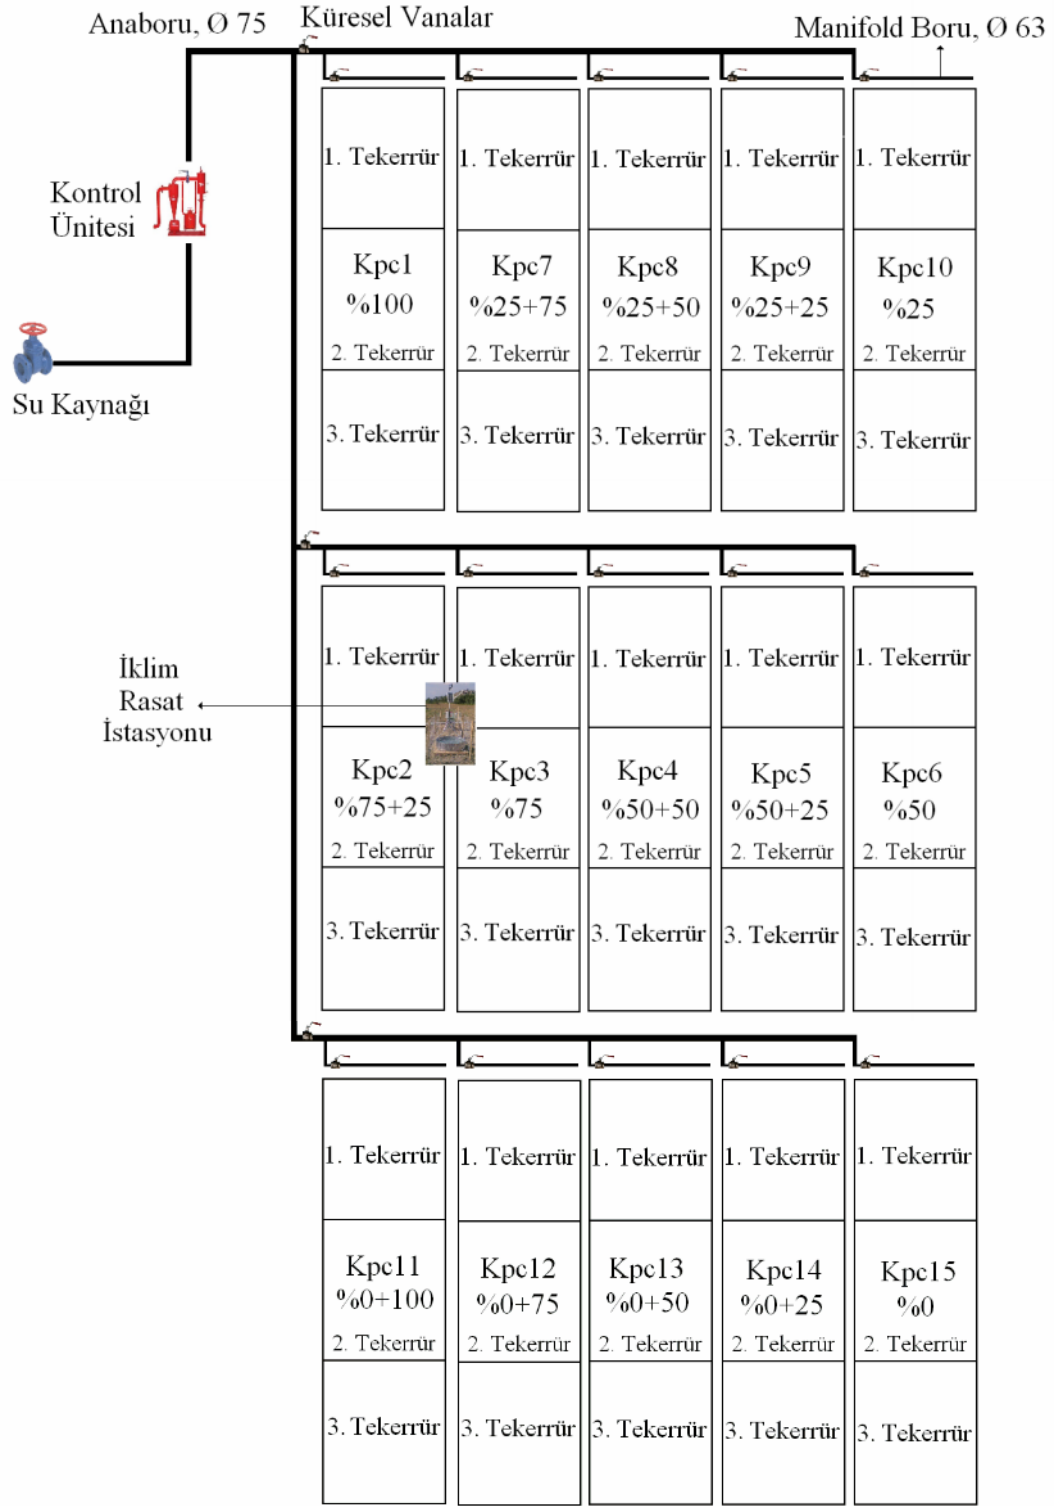 Anaboru, Ø 75
Küresel Vanalar
Manifold Boru, Ø 63
Kontrol
Ünitesi
Su Kaynağı
1. Tekerrür
1. Tekerrür
1. Tekerrür
1. Tekerrür
1. Tekerrür
Kpc1
%100
2. Tekerrür
Kpc7
%25+75
2. Tekerrür
Kpc8
%25+50
2. Tekerrür
Kpc9
%25+25
2. Tekerrür
Kpc10
%25
2. Tekerrür
3. Tekerrür
3. Tekerrür
3. Tekerrür
3. Tekerrür
3. Tekerrür
İklim
Rasat
İstasyonu
1. Tekerrür
1. Tekerrür
1. Tekerrür
1. Tekerrür
1. Tekerrür
Kpc2
%75+25
2. Tekerrür
Kpc3
%75
2. Tekerrür
Kpc4
%50+50
2. Tekerrür
Kpc5
%50+25
2. Tekerrür
Kpc6
%50
2. Tekerrür
3. Tekerrür
3. Tekerrür
3. Tekerrür
3. Tekerrür
3. Tekerrür
1. Tekerrür
1. Tekerrür
1. Tekerrür
1. Tekerrür
1. Tekerrür
Kpc11
%0+100
2. Tekerrür
Kpc12
%0+75
2. Tekerrür
Kpc13
%0+50
2. Tekerrür
Kpc14
%0+25
2. Tekerrür
Kpc15
%0
2. Tekerrür
3. Tekerrür
3. Tekerrür
3. Tekerrür
3. Tekerrür
3. Tekerrür